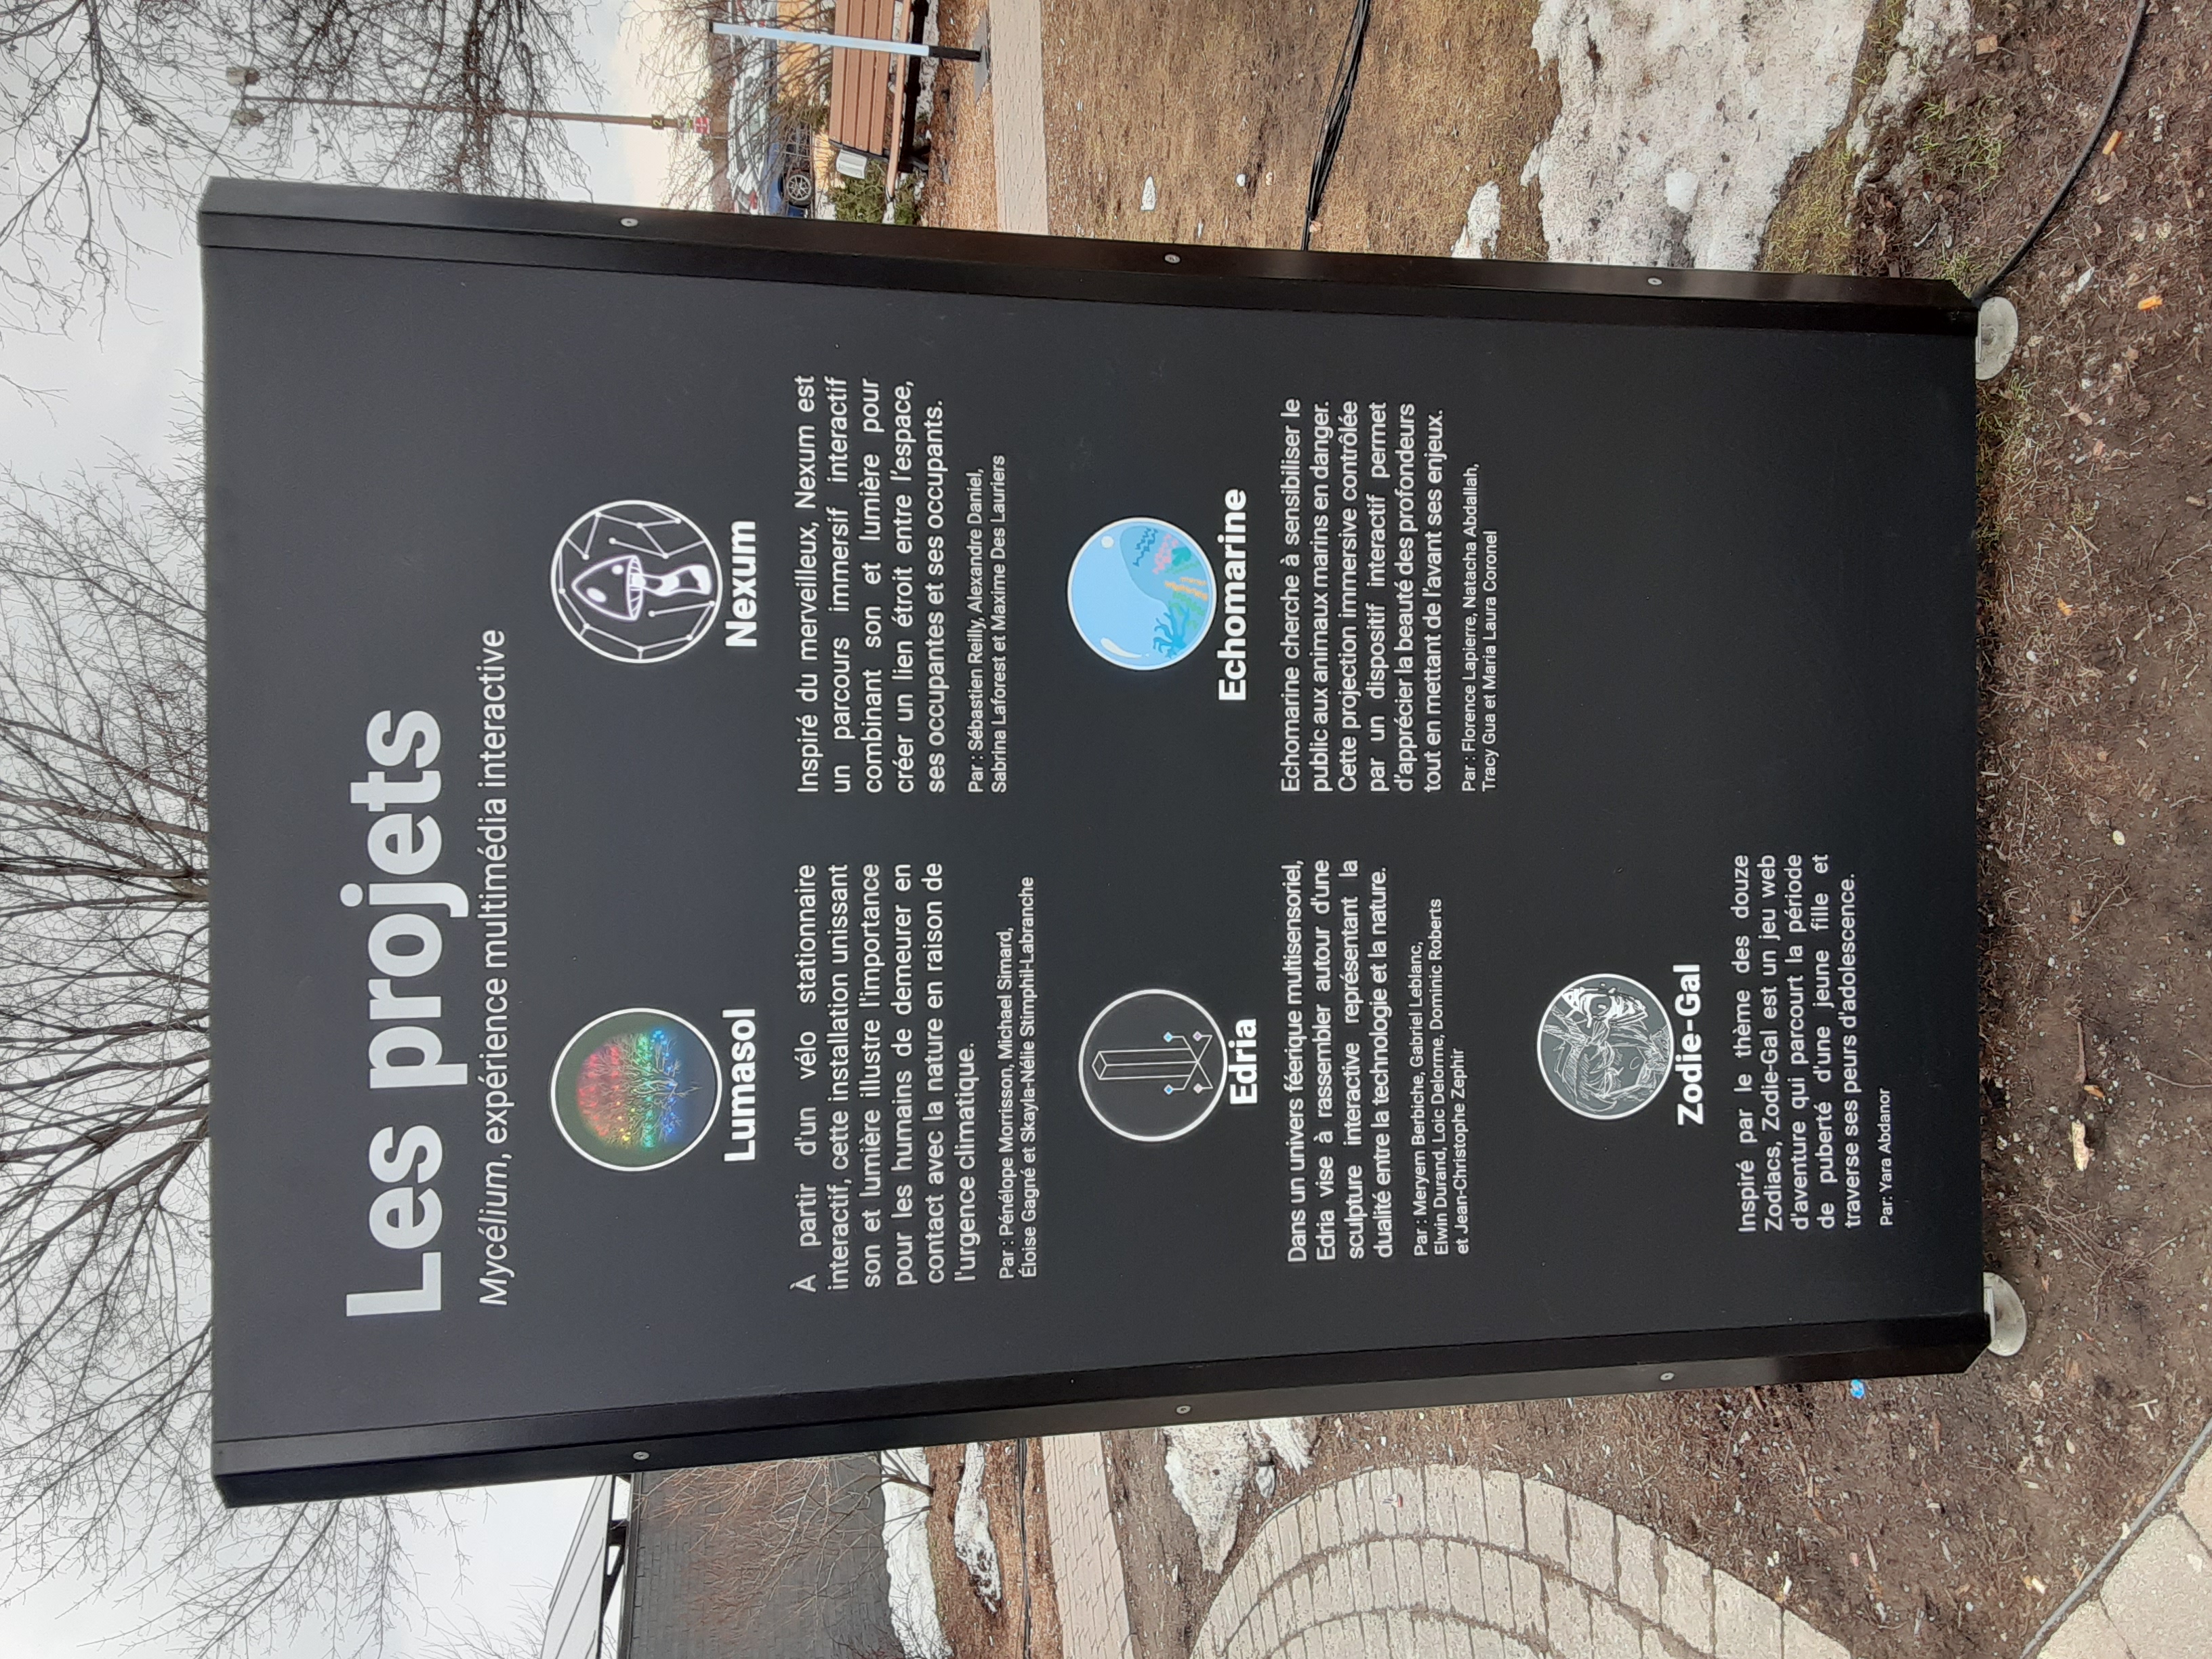 Les projets
Mycélium, expérience multimédia interactive
Lumasol
À partir d'un vélo stationnaire
interactif, cette installation unissant
son et lumière illustre l'importance
pour les humains de demeurer en
contact avec la nature en raison de
l'urgence climatique.
Par : Pénélope Morrisson, Michael Simard,
Éloise Gagné et Skayla-Nélie Stimphil-Labranche
Nexum
Inspiré du merveilleux, Nexum est
un parcours immersif interactif
combinant son et lumière pour
créer un lien étroit entre l’espace,
ses occupantes et ses occupants.
Par : Sébastien Reilly, Alexandre Daniel,
Sabrina Laforest et Maxime Des Lauriers
Edria
Dans un univers féerique multisensoriel,
Edria vise à rassembler autour d'une
sculpture interactive représentant la
dualité entre la technologie et la nature.
Par : Meryem Berbiche, Gabriel Leblanc,
Elwin Durand, Loic Delorme, Dominic Roberts
et Jean-Christophe Zephir
Echomarine
Echomarine cherche à sensibiliser le
public aux animaux marins en danger.
Cette projection immersive contrôlée
par un dispositif interactif permet
d’apprécier la beauté des profondeurs
tout en mettant de l’avant ses enjeux.
Par : Florence Lapierre, Natacha Abdallah,
Tracy Gua et Maria Laura Coronel
Zodie-Gal
Inspiré par le thème des douze
Zodiacs, Zodie-Gal est un jeu web
d'aventure qui parcourt la période
de puberté d'une jeune fille et
traverse ses peurs d'adolescence.
Par: Yara Abdanor
2